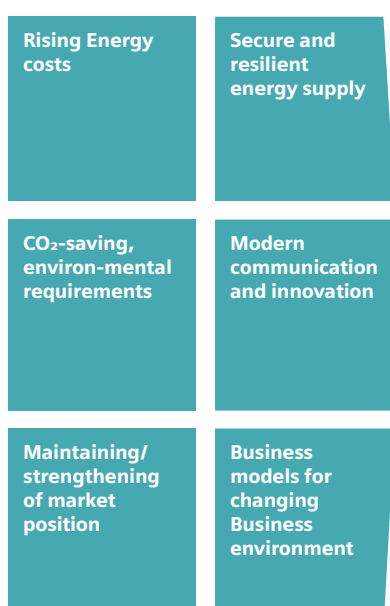 Rising Energy
costs
Secure and
resilient
energy supply
CO₂-saving,
environ-mental
requirements
Modern
communication
and innovation
Maintaining/
strengthening
of market
position
Business
models for
changing
Business
environment